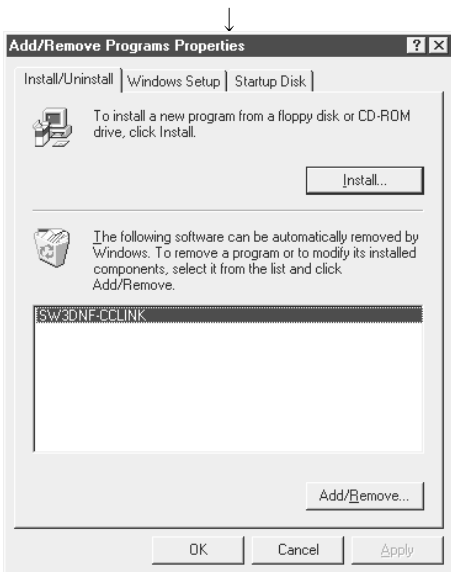 Add/Remove Programs Properties
Install/Uninstall
Windows Setup
Startup Disk
To install a new program from a floppy disk or CD-ROM
drive, click Install.
Install...
The following software can be automatically removed by
Windows. To remove a program or to modify its installed
components, select it from the list and click
Add/Remove.
SW3DNF-CCLINK
Add/Remove...
OK
Cancel
Apply